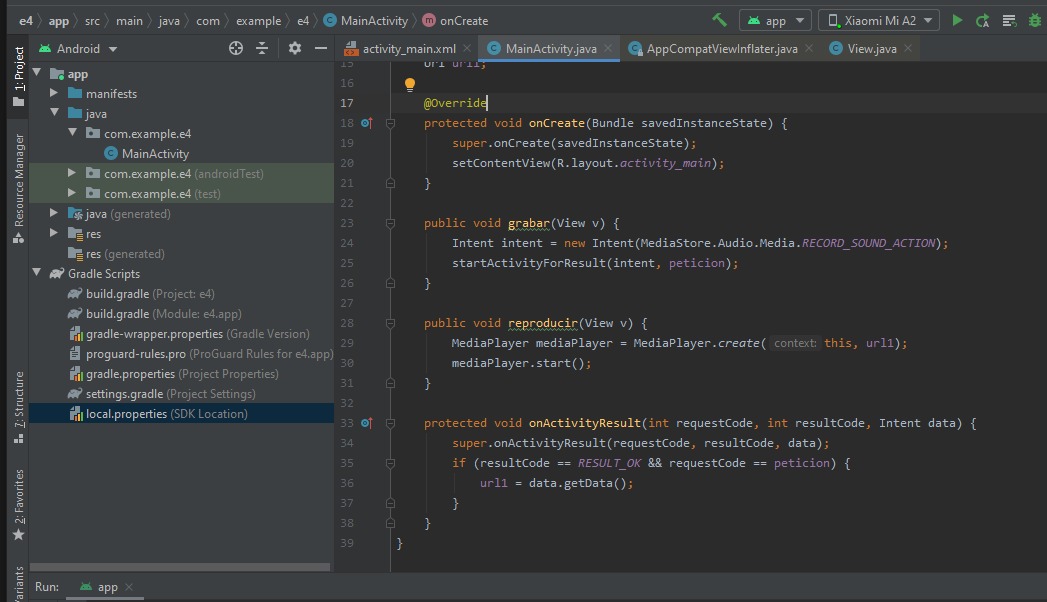 e4 app src main java com example e4 MainActivity onCreate app Xiaomi Mi A2
1: Project
Resource Manager
7: Structure
2: Favorites
Android
app
manifests
java
com.example.e4
MainActivity
com.example.e4 (androidTest)
com.example.e4 (test)
java (generated)
res
res (generated)
Gradle Scripts
build.gradle (Project: e4)
build.gradle (Module: e4.app)
gradle-wrapper.properties (Gradle Version)
proguard-rules.pro (ProGuard Rules for e4.app)
gradle.properties (Project Properties)
settings.gradle (Project Settings)
local.properties (SDK Location)
activity_main.xml MainActivity.java AppCompatViewInflater.java View.java
15 Uri url1;
16
17 @Override
18 protected void onCreate(Bundle savedInstanceState) {
19 super.onCreate(savedInstanceState);
20 setContentView(R.layout.activity_main);
21 }
22
23 public void grabar(View v) {
24 Intent intent = new Intent(MediaStore.Audio.Media.RECORD_SOUND_ACTION);
25 startActivityForResult(intent, peticion);
26 }
27
28 public void reproducir(View v) {
29 MediaPlayer mediaPlayer = MediaPlayer.create( context: this, url1);
30 mediaPlayer.start();
31 }
32
33 protected void onActivityResult(int requestCode, int resultCode, Intent data) {
34 super.onActivityResult(requestCode, resultCode, data);
35 if (resultCode == RESULT_OK && requestCode == peticion) {
36 url1 = data.getData();
37 }
38 }
39 }
Run: app